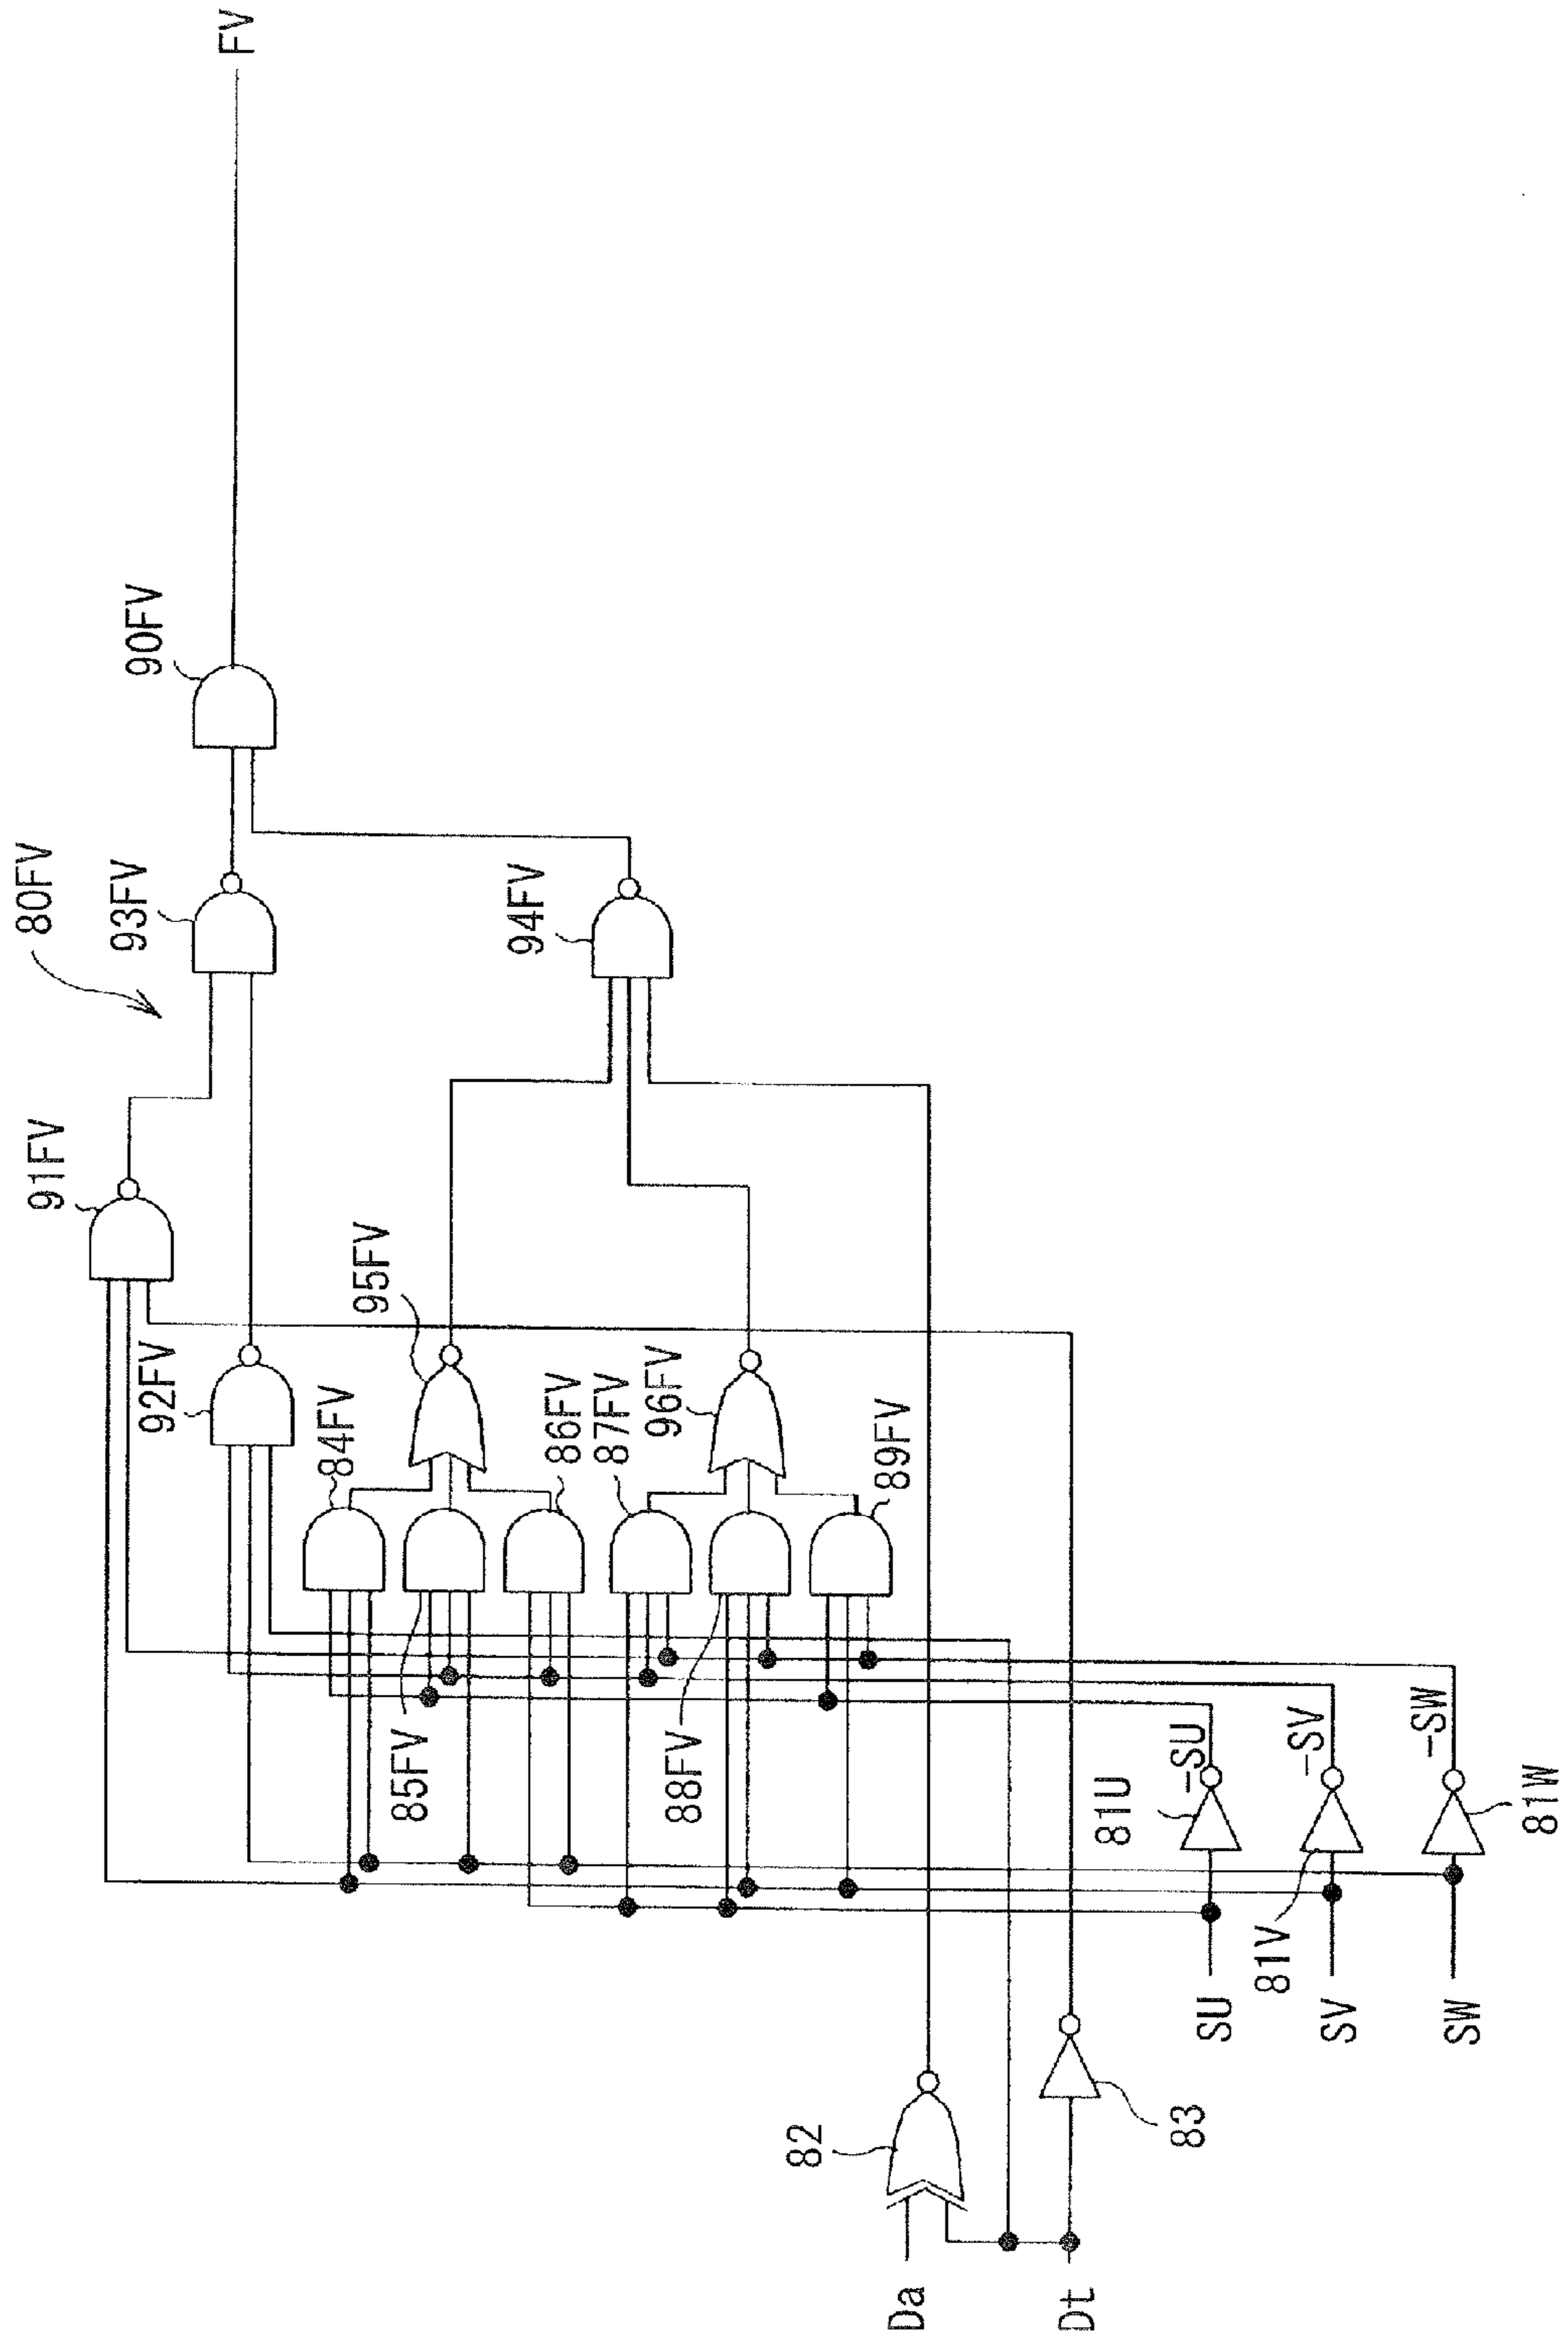 80FV
91FV
92FV
93FV
90FV
FV
84FV
95FV
85FV
86FV
87FV
94FV
96FV
88FV
89FV
Da
82
Dt
83
SU
81U
-SU
SV
81V
-SV
SW
81W
-SW